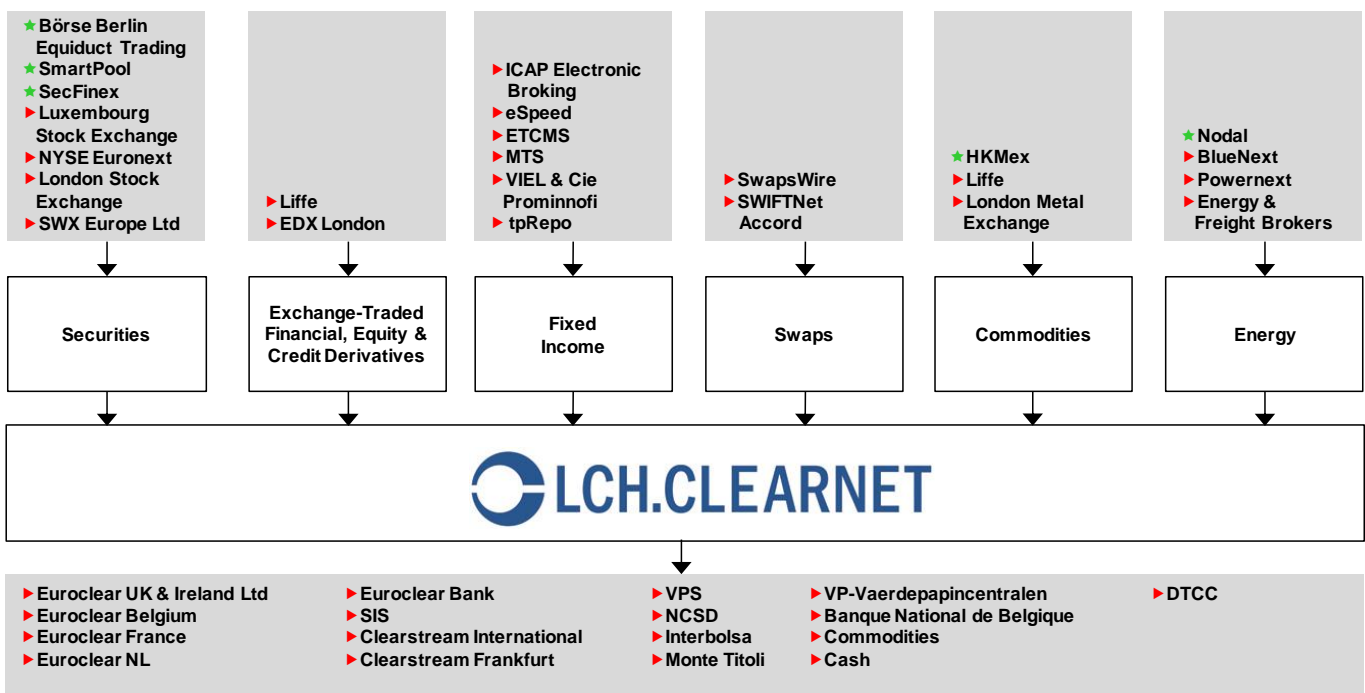 Börse Berlin
Equiduct Trading
SmartPool
SecFinex
Luxembourg
Stock Exchange
NYSE Euronext
London Stock
Exchange
SWX Europe Ltd
Liffe
EDX London
ICAP Electronic
Broking
eSpeed
ETCMS
MTS
VIEL & Cie
Prominnofi
tpRepo
SwapsWire
SWIFTNet
Accord
HKMex
Liffe
London Metal
Exchange
Nodal
BlueNext
Powernext
Energy &
Freight Brokers
Securities
Exchange-Traded
Financial, Equity &
Credit Derivatives
Fixed
Income
Swaps
Commodities
Energy
LCH.CLEARNET
Euroclear UK & Ireland Ltd
Euroclear Belgium
Euroclear France
Euroclear NL
Euroclear Bank
SIS
Clearstream International
Clearstream Frankfurt
VPS
NCSD
Interbolsa
Monte Titoli
VP-Vaerdepapincentralen
Banque National de Belgique
Commodities
Cash
DTCC